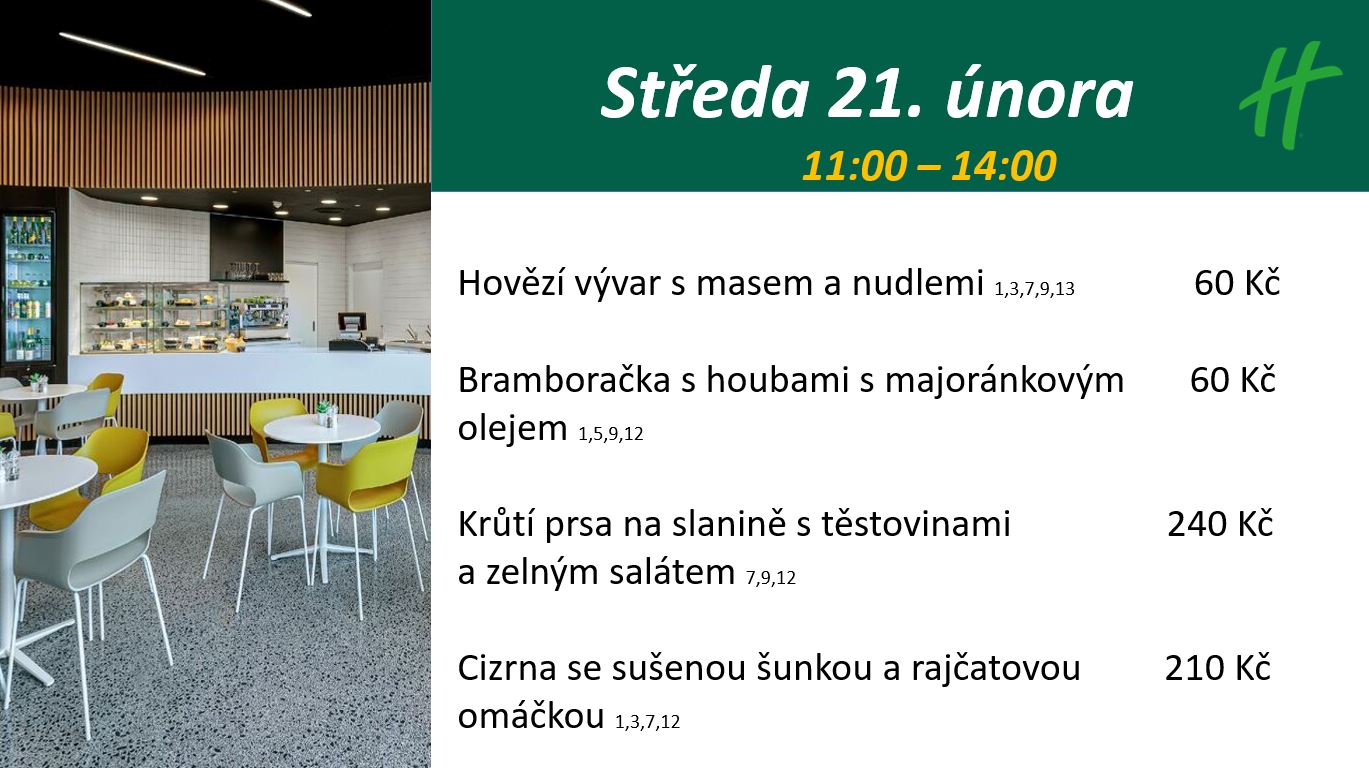 Středa 21. února
11:00 – 14:00
Hovězí vývar s masem a nudlemi 1,3,7,9,13 60 Kč
Bramboračka s houbami s majoránkovým 60 Kč
olejem 1,5,9,12
Krůtí prsa na slanině s těstovinami 240 Kč
a zelným salátem 7,9,12
Cizrna se sušenou šunkou a rajčatovou 210 Kč
omáčkou 1,3,7,12